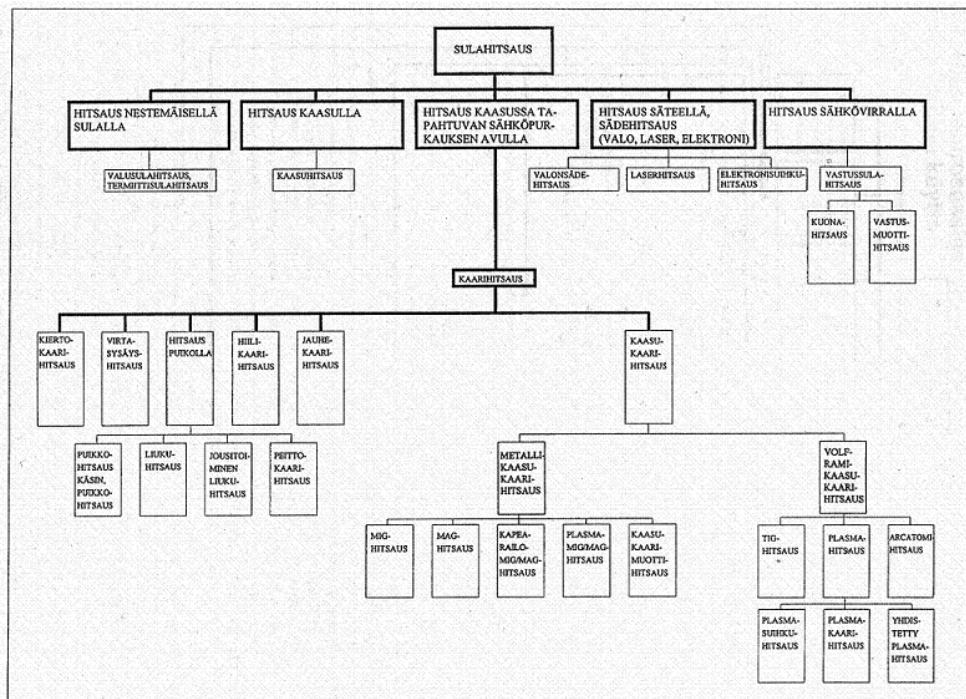 SULAHITSAUS
HITSAUS NESTEMÄISELLÄ
SULALLA
HITSAUS KAASULLA
HITSAUS KAASUSSA TA-
PAHTUVAN SÄHKÖPUR-
KAUKSEN AVULLA
HITSAUS SÄTEELLÄ,
SÄDEHITSAUS
(VALO, LASER, ELEKTRONI)
HITSAUS SÄHKÖVIRRALLA
VALUSULAHITSAUS,
TERMIITTISULAHITSAUS
KAASUHITSAUS
VALONSÄDE-
HITSAUS
LASERHITSAUS
ELEKTRONISUIHKU-
HITSAUS
VASTUSSULA-
HITSAUS
KUONA-
HITSAUS
VASTUS-
MUOTTI-
HITSAUS
KAARIHITSAUS
KIERTO-
KAARI-
HITSAUS
VIRTA-
SYSÄYS-
HITSAUS
HITSAUS
PUIKOLLA
HIILI-
KAARI-
HITSAUS
JAUHE-
KAARI-
HITSAUS
KAASU-
KAARI-
HITSAUS
PUIKKO-
HITSAUS
KÄSIN,
PUIKKO-
HITSAUS
LIUKU-
HITSAUS
JOUSITOI-
MINEN
LIUKU-
HITSAUS
PEITTO-
KAARI-
HITSAUS
METALLI-
KAASU-
KAARI-
HITSAUS
VOLF-
RAMI-
KAASU-
KAARI-
HITSAUS
MIG-
HITSAUS
MAG-
HITSAUS
KAPEA-
RAILO-
MIG/MAG-
HITSAUS
PLASMA-
MIG/MAG-
HITSAUS
KAASU-
KAARI-
MUOTTI-
HITSAUS
TIG-
HITSAUS
PLASMA-
HITSAUS
ARCATOMI-
HITSAUS
PLASMA-
SUIHKU-
HITSAUS
PLASMA-
KAARI-
HITSAUS
YHDIS-
TETTY
PLASMA-
HITSAUS